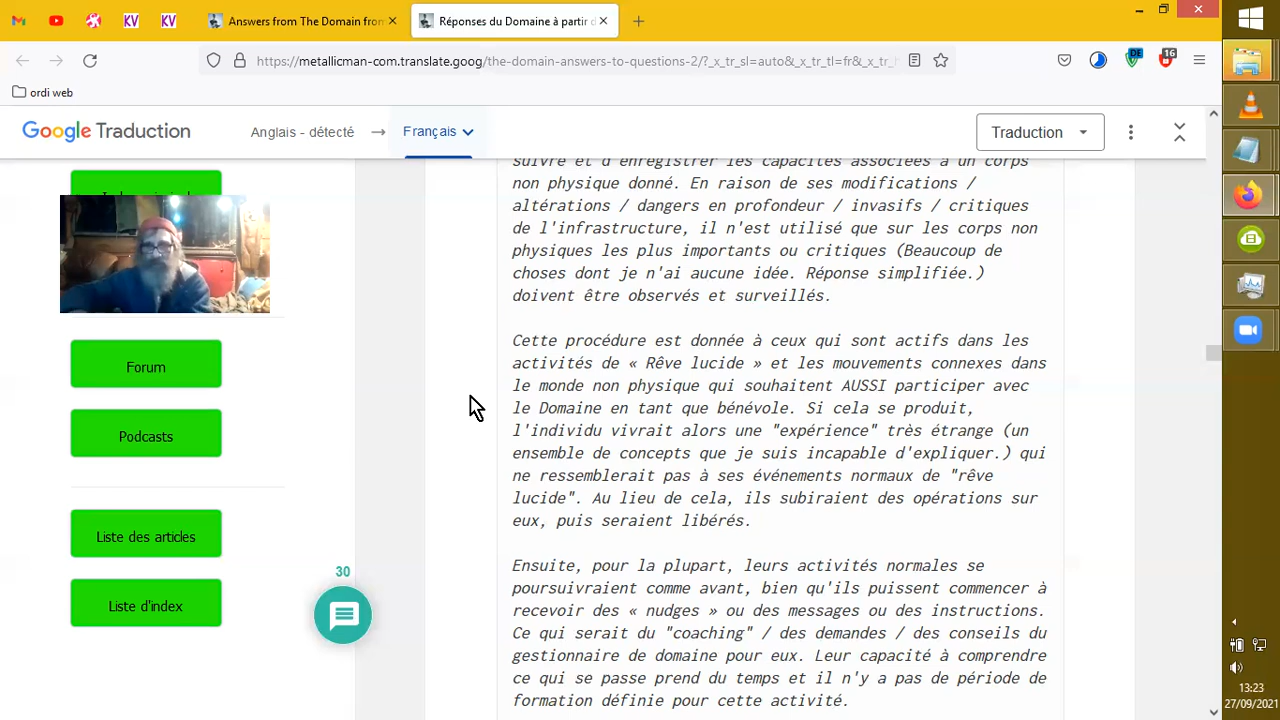 KV
KV
Answers from The Domain fron
Réponses du Domaine à partir d
https://metallicman-com.translate.goog/the-domain-answers-to-questions-2/?_x_tr_sl=auto&_x_tr_tl=fr&_x_tr_h
DE
16
ordi web
Google Traduction
Anglais - détecté
Français
Traduction
suivre et d'enregistrer les capacités associées à un corps
non physique donné. En raison de ses modifications /
altérations / dangers en profondeur / invasifs / critiques
de l'infrastructure, il n'est utilisé que sur les corps non
physiques les plus importants ou critiques (Beaucoup de
choses dont je n'ai aucune idée. Réponse simplifiée.)
doivent être observés et surveillés.
Cette procédure est donnée à ceux qui sont actifs dans les
activités de « Rêve lucide » et les mouvements connexes dans
le monde non physique qui souhaitent AUSSI participer avec
le Domaine en tant que bénévole. Si cela se produit,
l'individu vivrait alors une "expérience" très étrange (un
ensemble de concepts que je suis incapable d'expliquer.) qui
ne ressemblerait pas à ses événements normaux de "rêve
lucide". Au lieu de cela, ils subiraient des opérations sur
eux, puis seraient libérés.
Ensuite, pour la plupart, leurs activités normales se
poursuivraient comme avant, bien qu'ils puissent commencer à
recevoir des « nudges » ou des messages ou des instructions.
Ce qui serait du "coaching" / des demandes / des conseils du
gestionnaire de domaine pour eux. Leur capacité à comprendre
ce qui se passe prend du temps et il n'y a pas de période de
formation définie pour cette activité.
Forum
Podcasts
Liste des articles
Liste d'index
30
13:23
27/09/2021